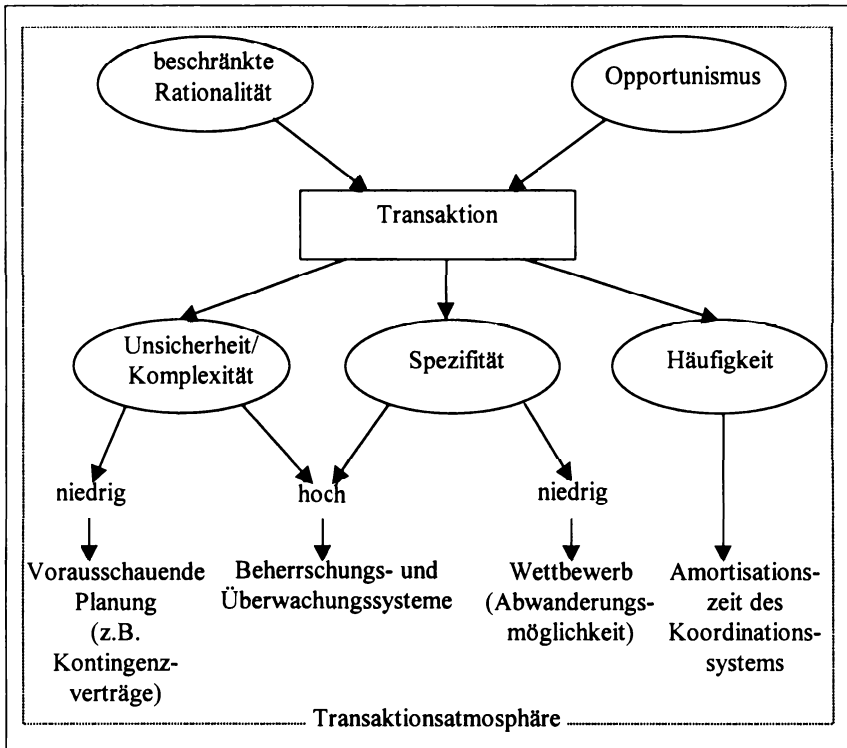 beschränkte
Rationalität
Opportunismus
Transaktion
Unsicherheit/
Komplexität
Spezifität
Häufigkeit
niedrig
hoch
niedrig
Vorausschauende
Planung
(z.B.
Kontingenz-
verträge)
Beherrschungs- und
Überwachungssysteme
Wettbewerb
(Abwanderungs-
möglichkeit)
Amortisations-
zeit des
Koordinations-
systems
Transaktionsatmosphäre